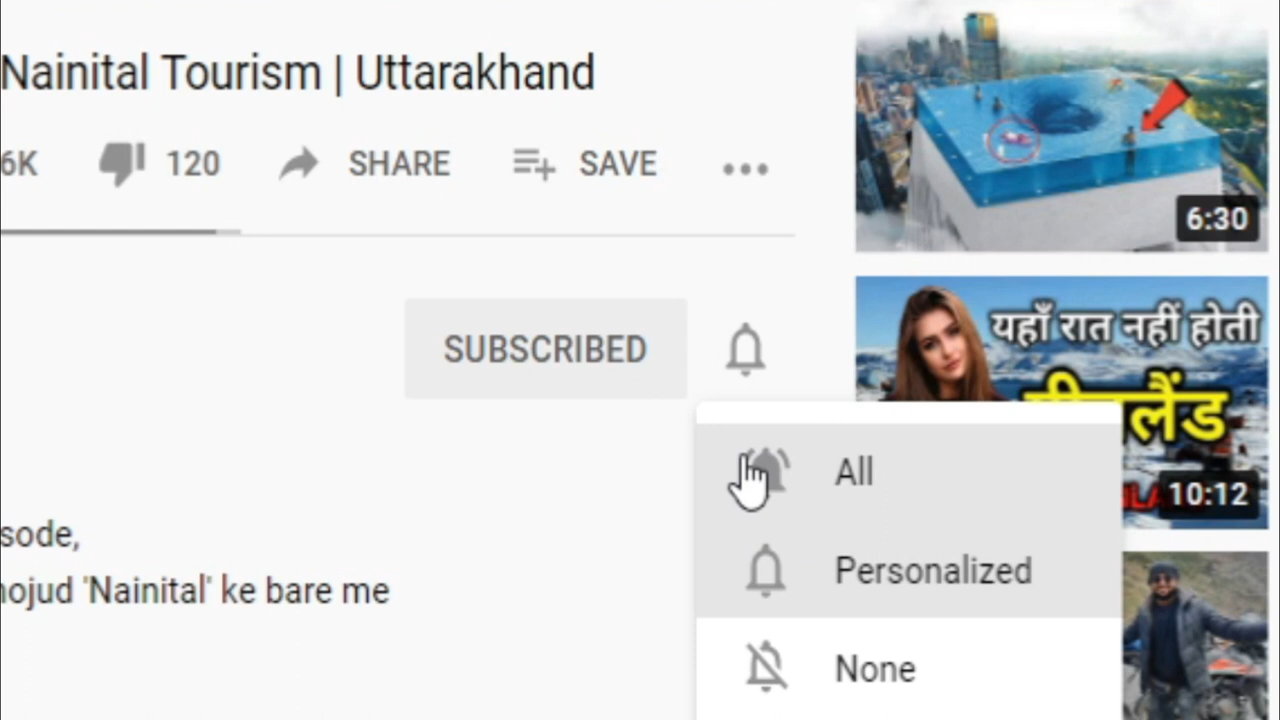 Nainital Tourism | Uttarakhand
6K 120 SHARE SAVE
SUBSCRIBED
sode,
'Nainital' ke bare me
All
Personalized
None
6:30
यहाँ रात नहीं होती
10:12